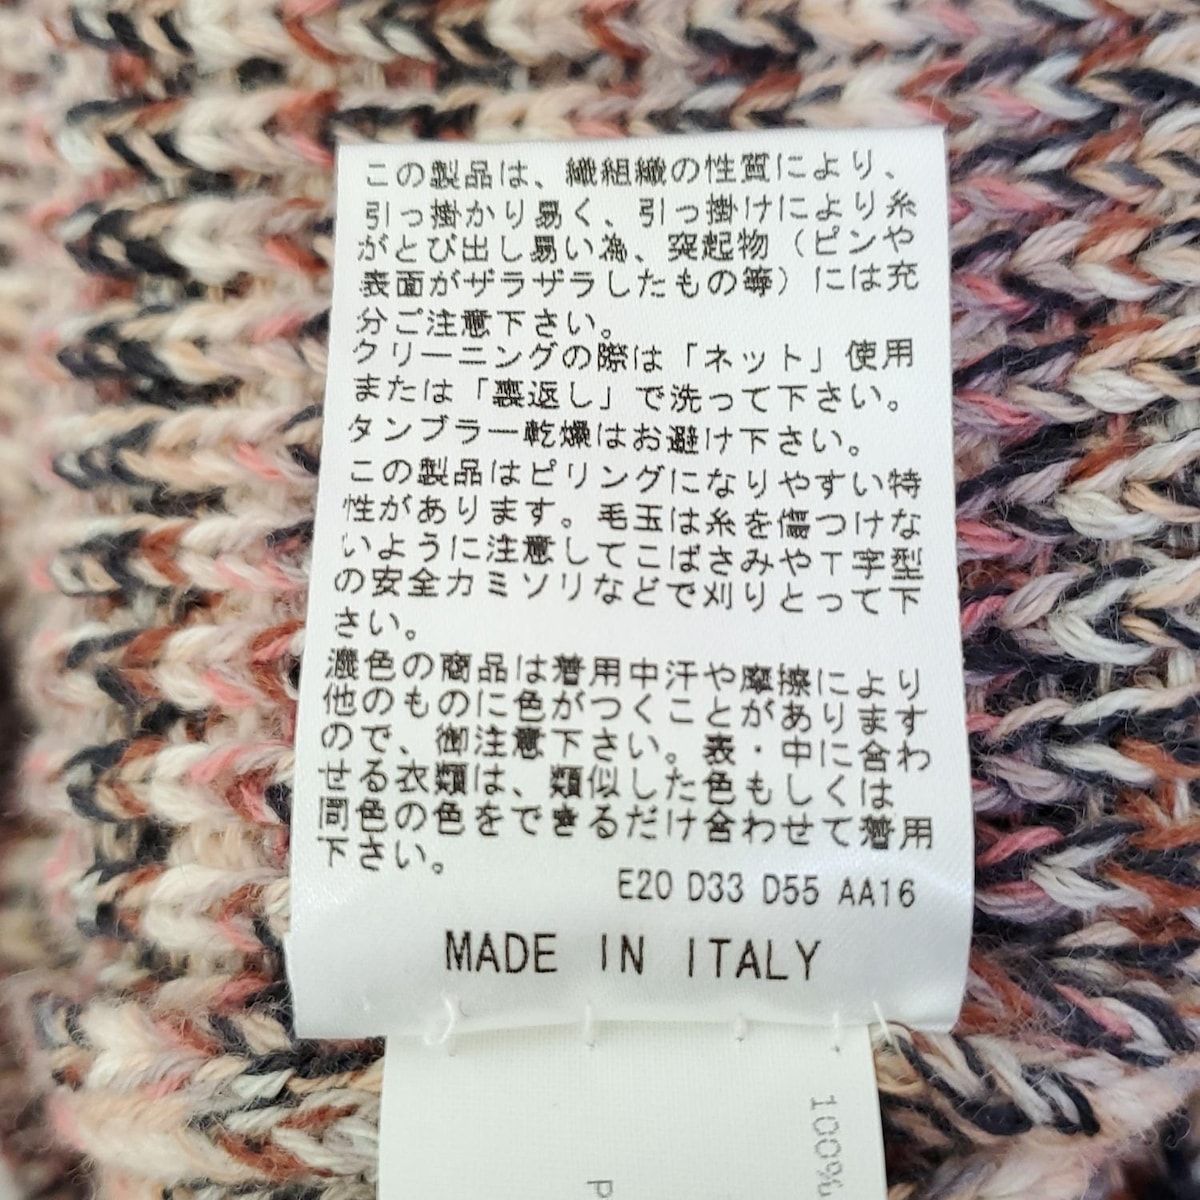 この製品は、繊組織の性質により、
引っ掛かり易く、引っ掛けにより糸
がとび出し易い為、突起物（ピンや
表面がザラザラしたもの等）には充
分ご注意下さい。
クリーニングの際は「ネット」使用
または「裏返し」で洗って下さい。
タンブラー乾燥はお避け下さい。
この製品はピリングになりやすい特
性があります。毛玉は糸を傷つけな
いように注意してこばさみやT字型
の安全カミソリなどで刈りとって下
さい。
濃色の商品は着用中汗や摩擦により
他のものに色がつくことがあります
ので、御注意下さい。表・中に合わ
せる衣類は、類似した色もしくは
同色の色をできるだけ合わせて着用
下さい。
E20 D33 D55 AA16
MADE IN ITALY
100%
P